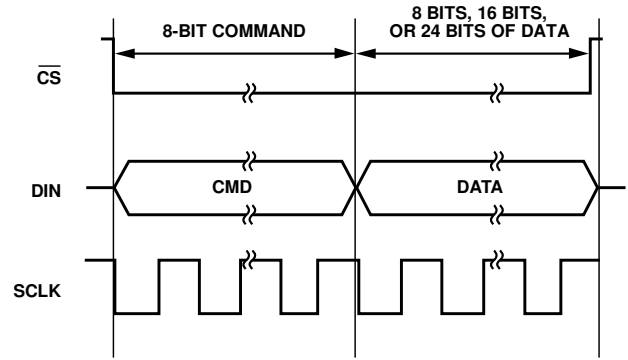 8-BIT COMMAND
8 BITS, 16 BITS,
OR 24 BITS OF DATA
CS
DIN
CMD
DATA
SCLK